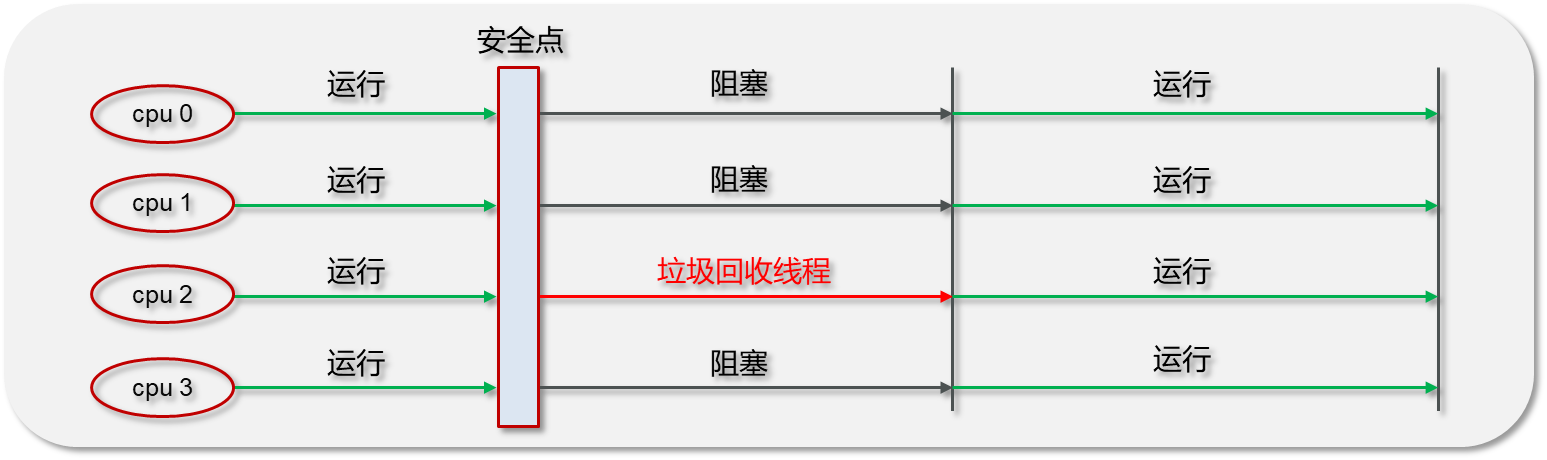 安全点
cpu 0 运行 阻塞 运行
cpu 1 运行 阻塞 运行
cpu 2 运行 垃圾回收线程 运行
cpu 3 运行 阻塞 运行